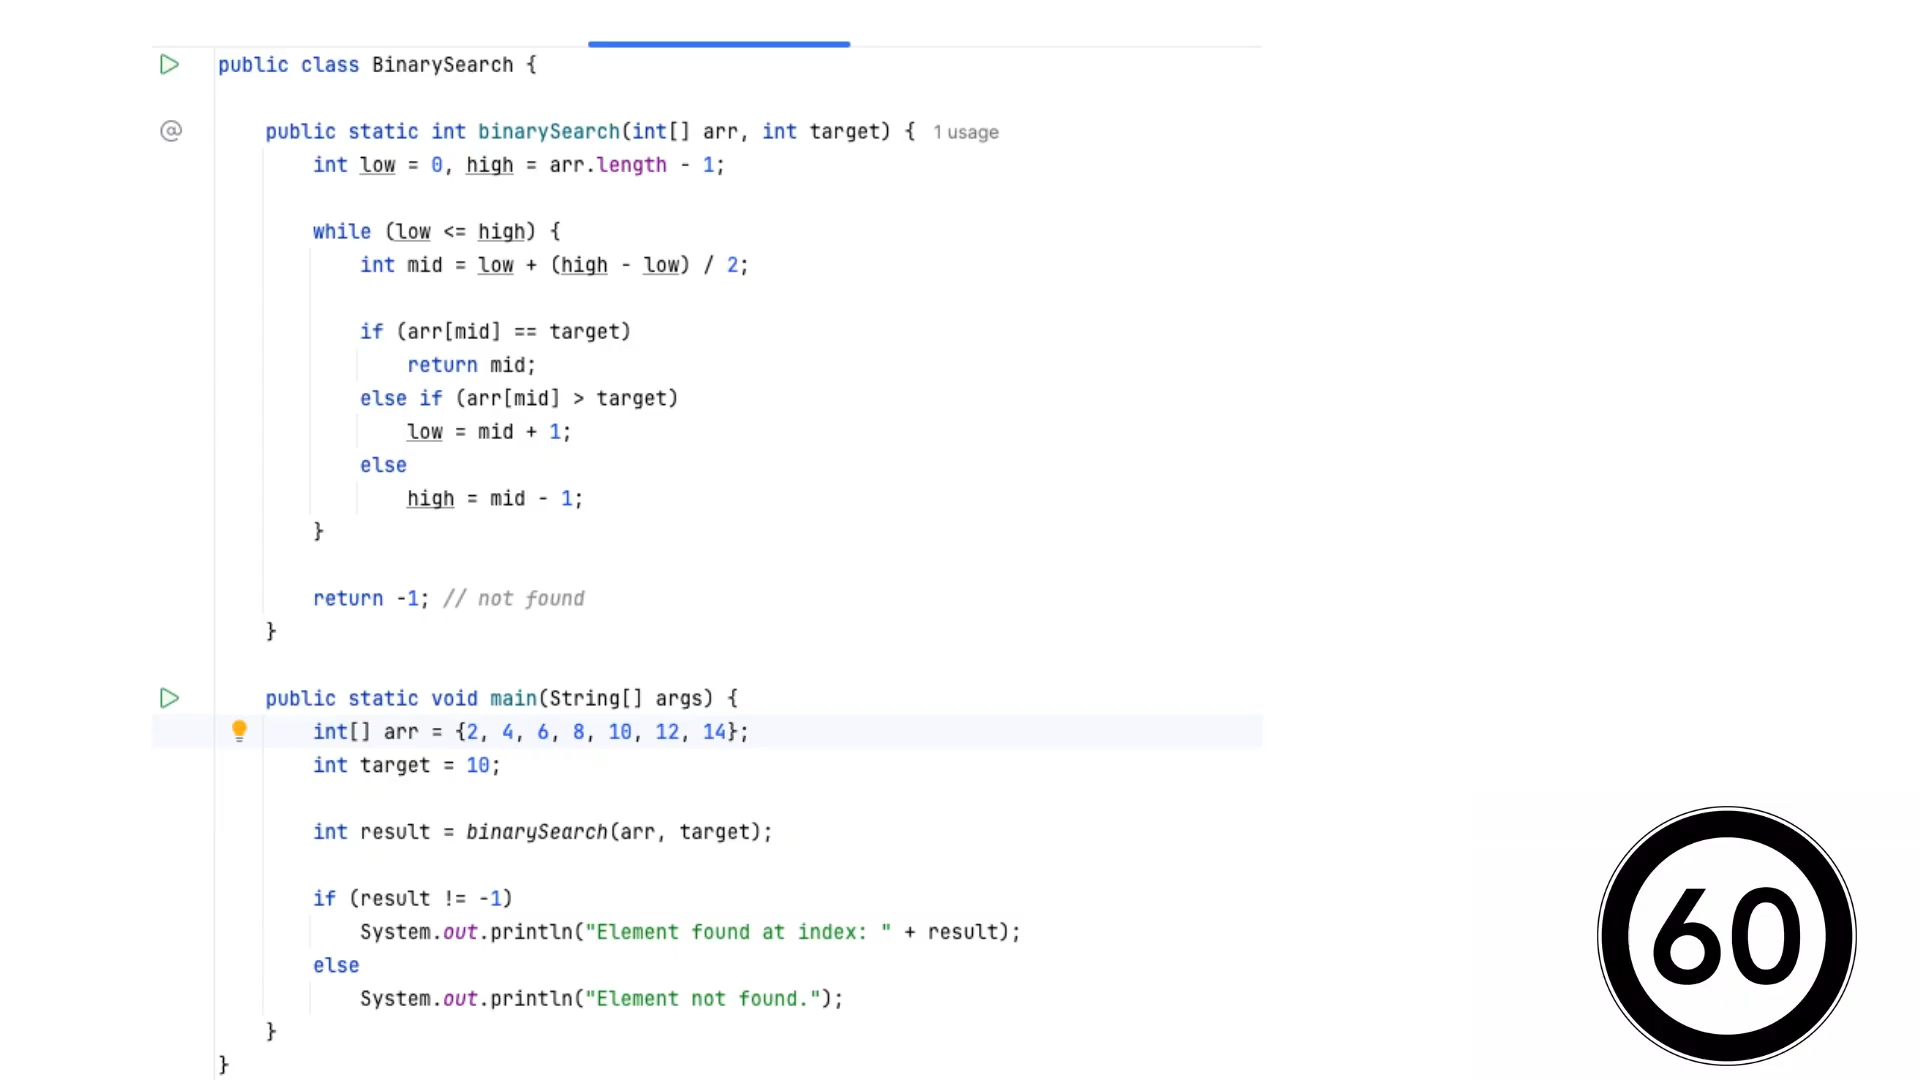 public class BinarySearch {
@
public static int binarySearch(int[] arr, int target) { 1 usage
int low = 0, high = arr.length - 1;
while (low <= high) {
int mid = low + (high - low) / 2;
if (arr[mid] == target)
return mid;
else if (arr[mid] > target)
low = mid + 1;
else
high = mid - 1;
}
return -1; // not found
}
public static void main(String[] args) {
int[] arr = {2, 4, 6, 8, 10, 12, 14};
int target = 10;
int result = binarySearch(arr, target);
if (result != -1)
System.out.println("Element found at index: " + result);
else
System.out.println("Element not found.");
}
}
60